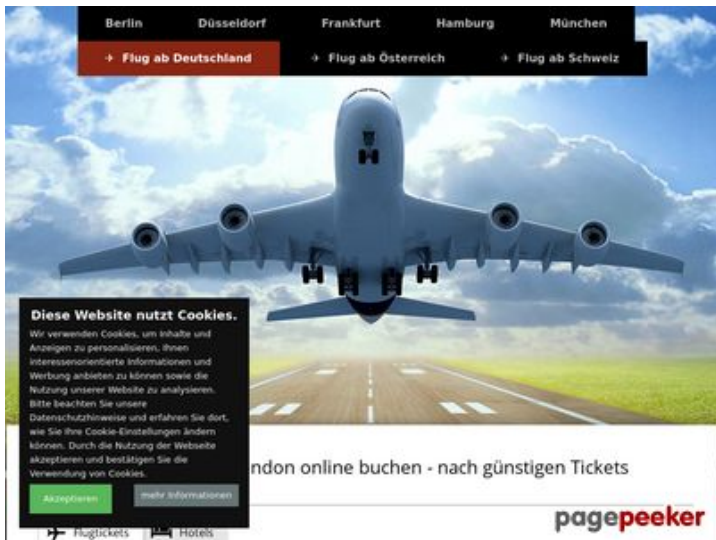 Berlin Düsseldorf Frankfurt Hamburg München
Flug ab Deutschland Flug ab Österreich Flug ab Schweiz
Diese Website nutzt Cookies.
Wir verwenden Cookies, um Inhalte und
Anzeigen zu personalisieren, Ihnen
interessenorientierte Informationen und
Werbung anbieten zu können sowie die
Nutzung unserer Website zu analysieren.
Bitte beachten Sie unsere
Datenschutzhinweise und erfahren Sie dort,
wie Sie Ihre Cookie-Einstellungen ändern
können. Durch die Nutzung der Webseite
akzeptieren und bestätigen Sie die
Verwendung von Cookies.
Akzeptieren mehr Informationen
ndon online buchen - nach günstigen Tickets
Flugtickets Hotels
pagepeeker